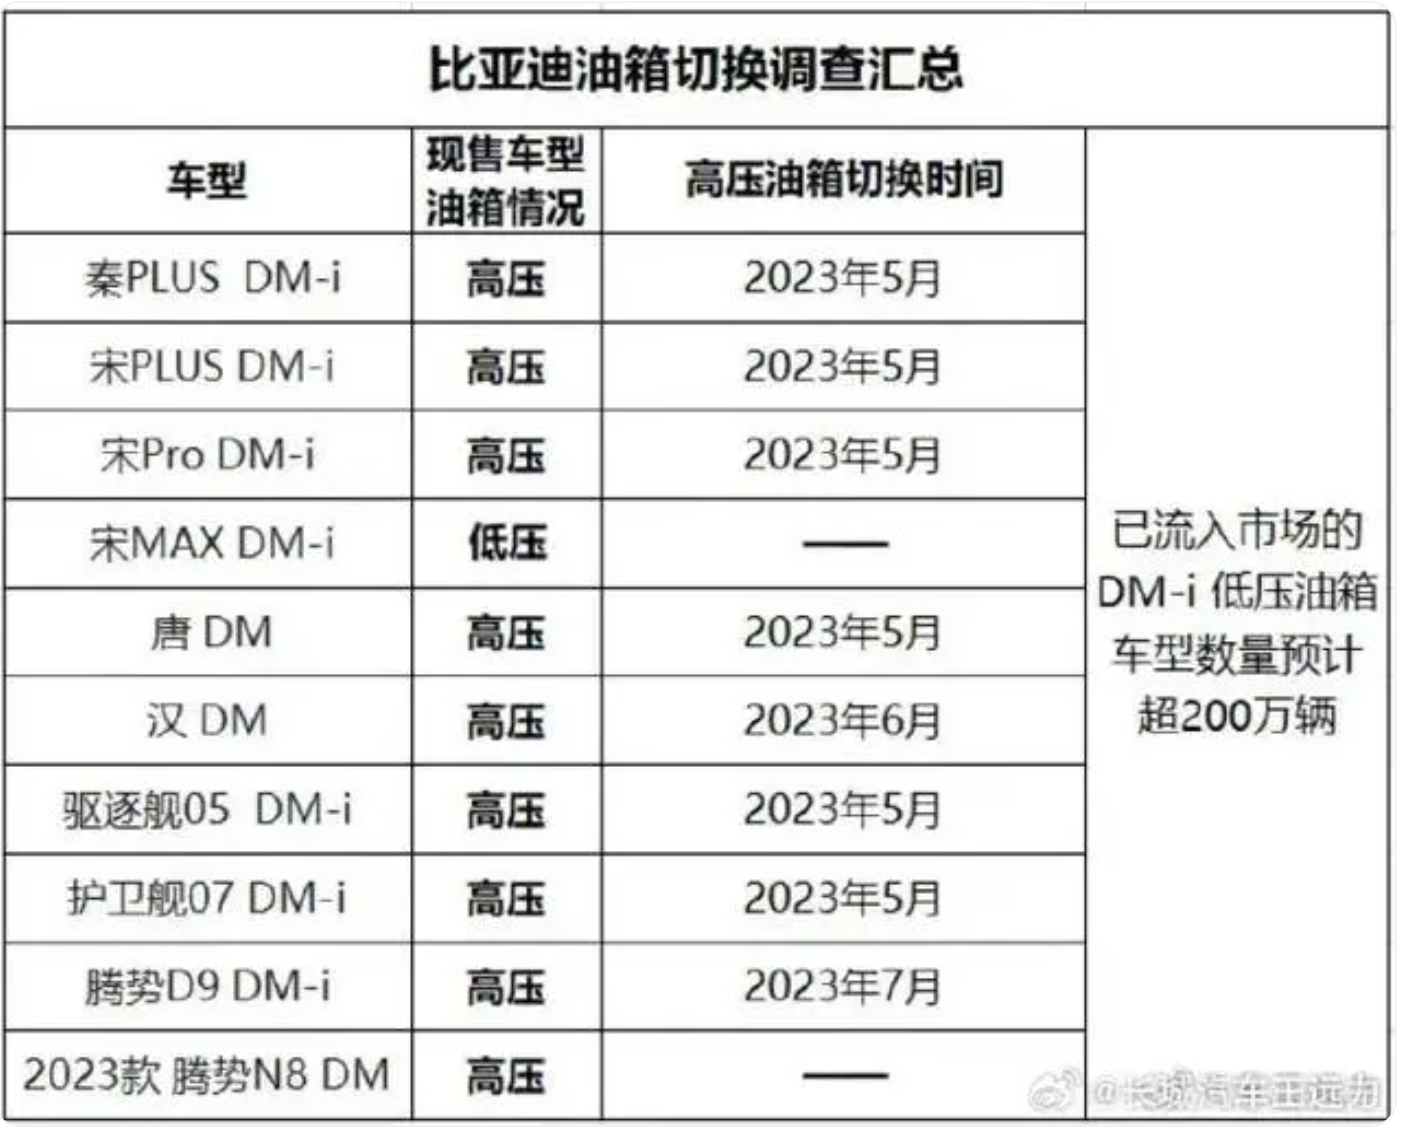 比亚迪油箱切换调查汇总
车型
现售车型
油箱情况
高压油箱切换时间
秦PLUS DM-i 高压 2023年5月
宋PLUS DM-i 高压 2023年5月
宋Pro DM-i 高压 2023年5月
宋MAX DM-i 低压 ——
唐 DM 高压 2023年5月
汉 DM 高压 2023年6月
驱逐舰05 DM-i 高压 2023年5月
护卫舰07 DM-i 高压 2023年5月
腾势D9 DM-i 高压 2023年7月
2023款 腾势N8 DM 高压 ——
已流入市场的
DM-i 低压油箱
车型数量预计
超200万辆
@长城汽车王远力